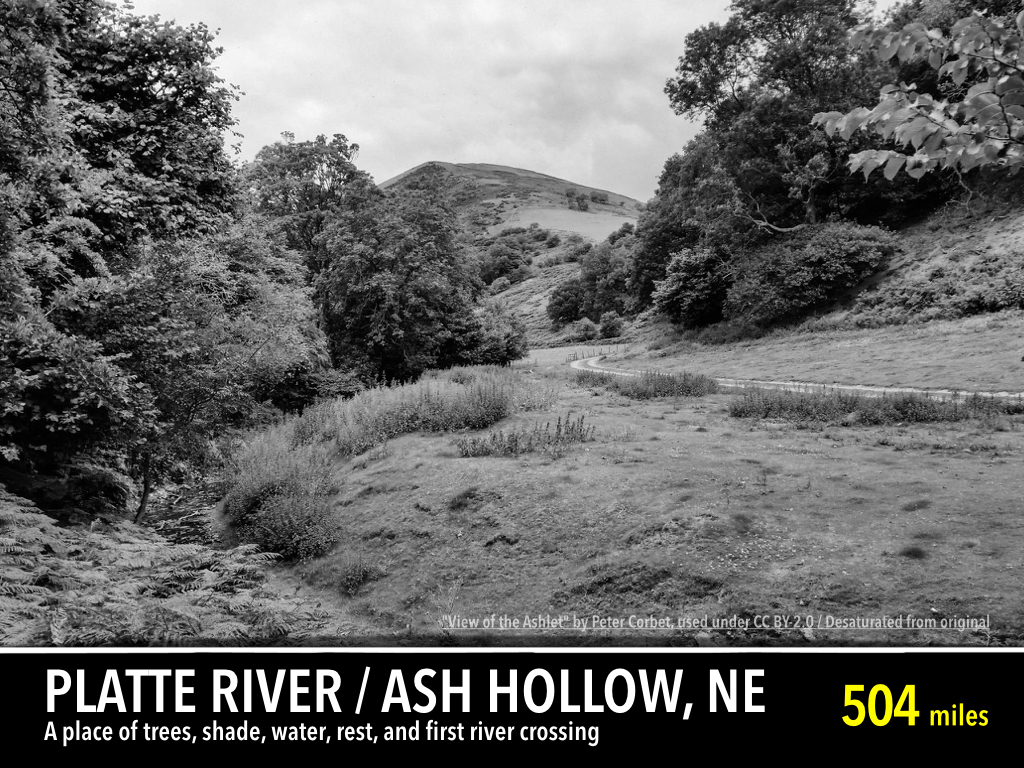 "View of the Ashlet" by Peter Corbet, used under CC BY 2.0 / Desaturated from original
PLATTE RIVER / ASH HOLLOW, NE
A place of trees, shade, water, rest, and first river crossing
504 miles